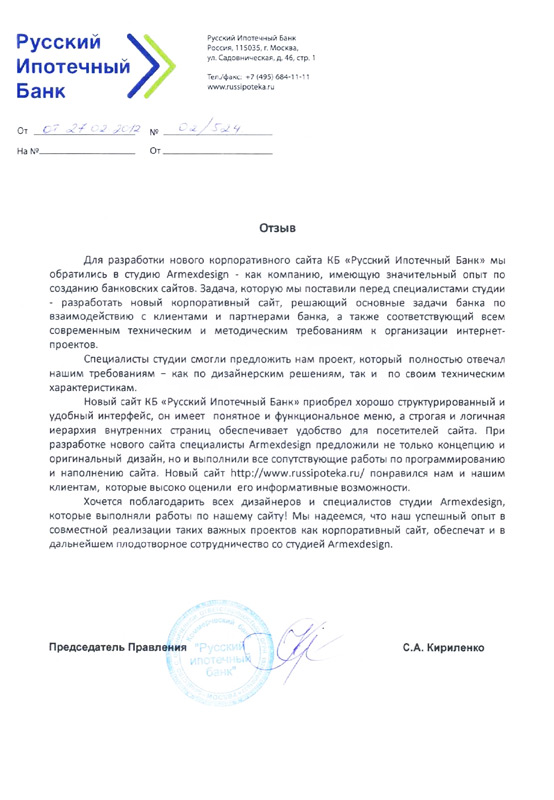 Русский
Ипотечный
Банк
Русский Ипотечный Банк
Россия, 115035, г. Москва,
ул. Садовническая, д. 46, стр. 1
Тел/факс: +7 (495) 684-11-11
www.russipoteka.ru
От от 27 02 2012 № 02/524
На № От
Отзыв
Для разработки нового корпоративного сайта КБ «Русский Ипотечный Банк» мы
обратились в студию Armexdesign - как компанию, имеющую значительный опыт по
созданию банковских сайтов. Задача, которую мы поставили перед специалистами студии
- разработать новый корпоративный сайт, решающий основные задачи банка по
взаимодействию с клиентами и партнерами банка, а также соответствующий всем
современным техническим и методическим требованиям к организации интернет-
проектов.
Специалисты студии смогли предложить нам проект, который полностью отвечал
нашим требованиям – как по дизайнерским решениям, так и по своим техническим
характеристикам.
Новый сайт КБ «Русский Ипотечный Банк» приобрел хорошо структурированный и
удобный интерфейс, он имеет понятное и функциональное меню, а строгая и логичная
иерархия внутренних страниц обеспечивает удобство для посетителей сайта. При
разработке нового сайта специалисты Armexdesign предложили не только концепцию и
оригинальный дизайн, но и выполнили все сопутствующие работы по программированию
и наполнению сайта. Новый сайт http://www.russipoteka.ru/ понравился нам и нашим
клиентам, которые высоко оценили его информативные возможности.
Хочется поблагодарить всех дизайнеров и специалистов студии Armexdesign,
которые выполняли работы по нашему сайту! Мы надеемся, что наш успешный опыт в
совместной реализации таких важных проектов как корпоративный сайт, обеспечат и в
дальнейшем плодотворное сотрудничество со студией Armexdesign.
Председатель Правления С.А. Кириленко
"Русский
ипотечный
банк"